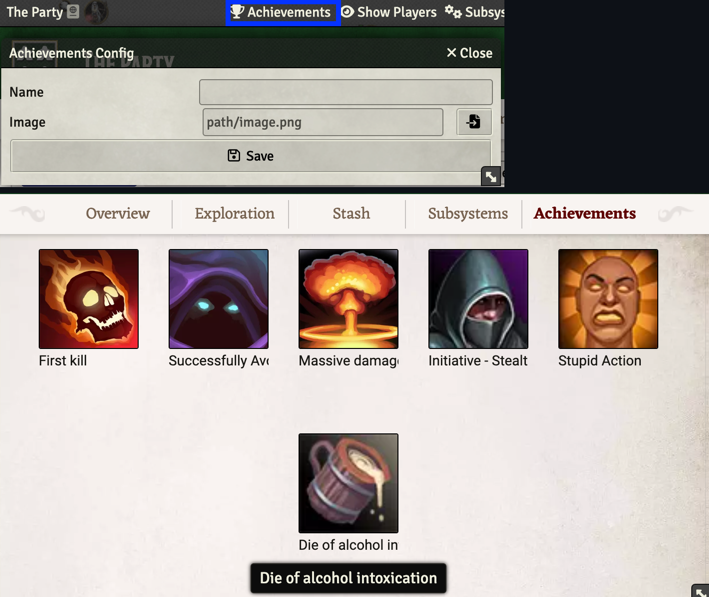 The Party Achievements Show Players Subsys
Achievements Config Close
THE PARTY
Name
Image path/image.png
Save
Overview Exploration Stash Subsystems Achievements
First kill Successfully Avo Massive damag Initiative - Stealt Stupid Action
Die of alcohol in
Die of alcohol intoxication